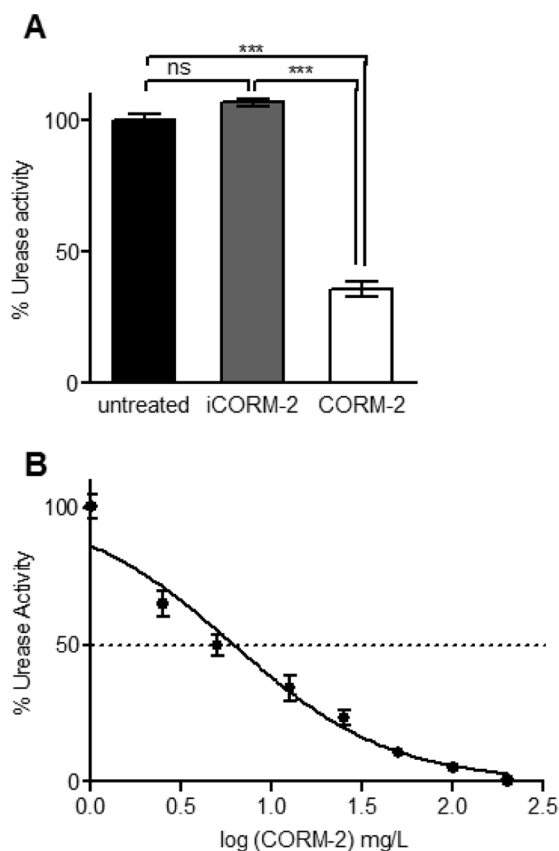 A
***
ns
***
100
50
0
% Urease activity
untreated iCORM-2 CORM-2
B
100
50
0
% Urease Activity
0.0 0.5 1.0 1.5 2.0 2.5
log (CORM-2) mg/L